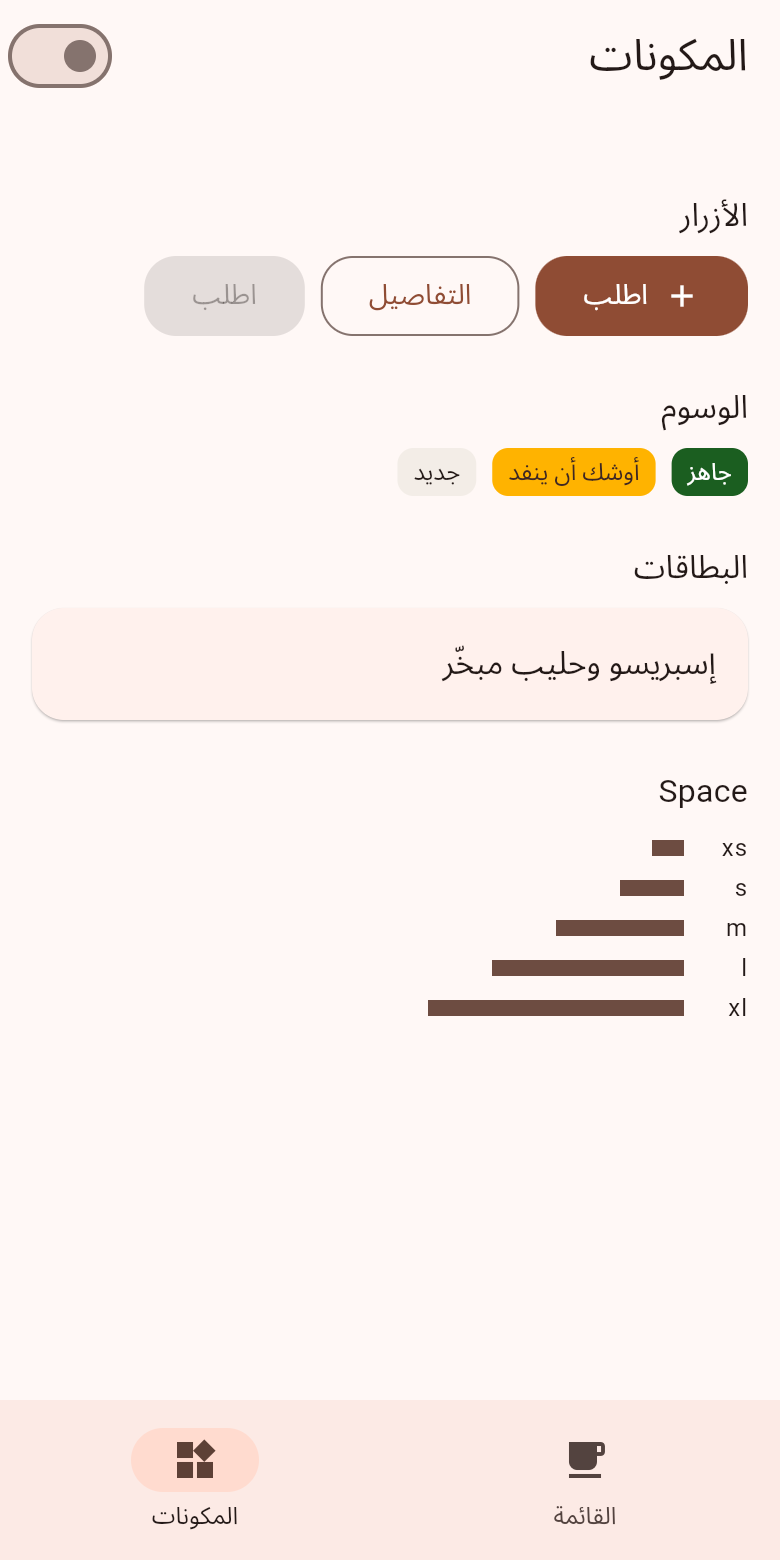 المكونات
الأزرار
اطلب
التفاصيل
اطلب
الوسوم
جاهز
أوشك أن ينفد
جديد
البطاقات
إسبريسو وحليب مبخّر
Space
xs
s
m
l
xl
القائمة
المكونات